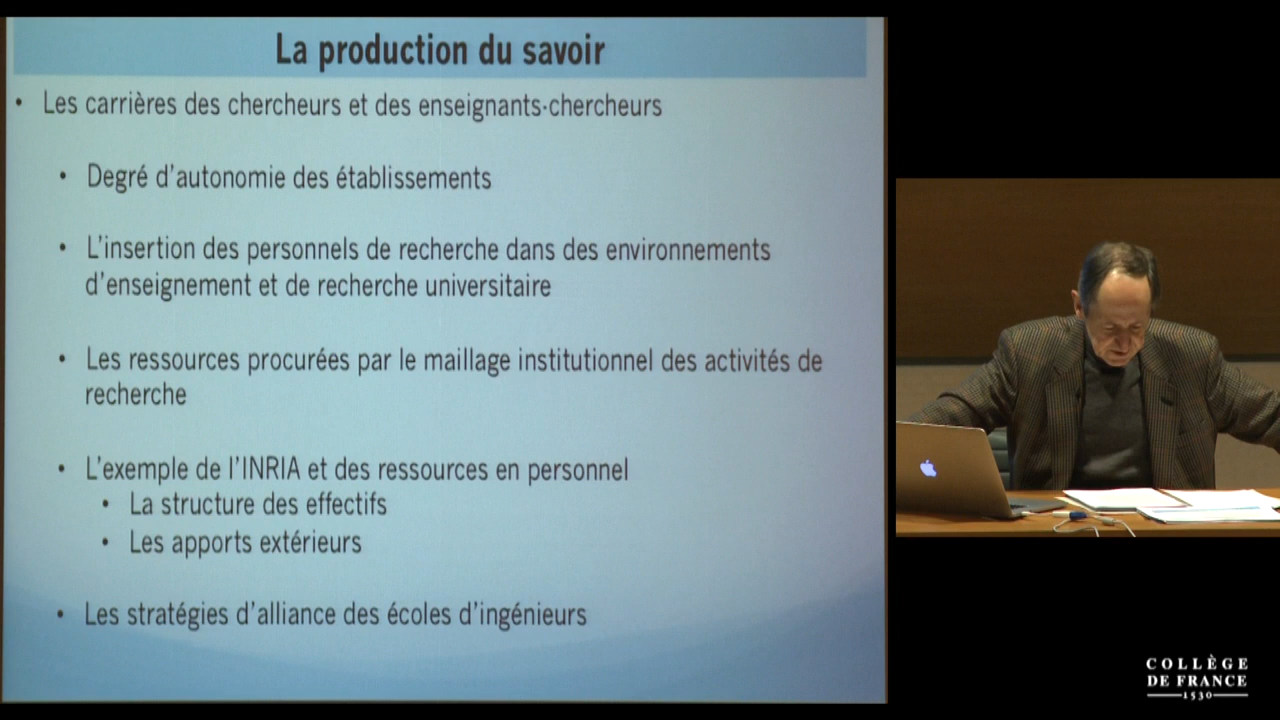 La production du savoir
• Les carrières des chercheurs et des enseignants-chercheurs
• Degré d'autonomie des établissements
• L'insertion des personnels de recherche dans des environnements
d'enseignement et de recherche universitaire
• Les ressources procurées par le maillage institutionnel des activités de
recherche
• L'exemple de l'INRIA et des ressources en personnel
• La structure des effectifs
• Les apports extérieurs
• Les stratégies d'alliance des écoles d'ingénieurs
COLLÈGE
DE FRANCE
1530